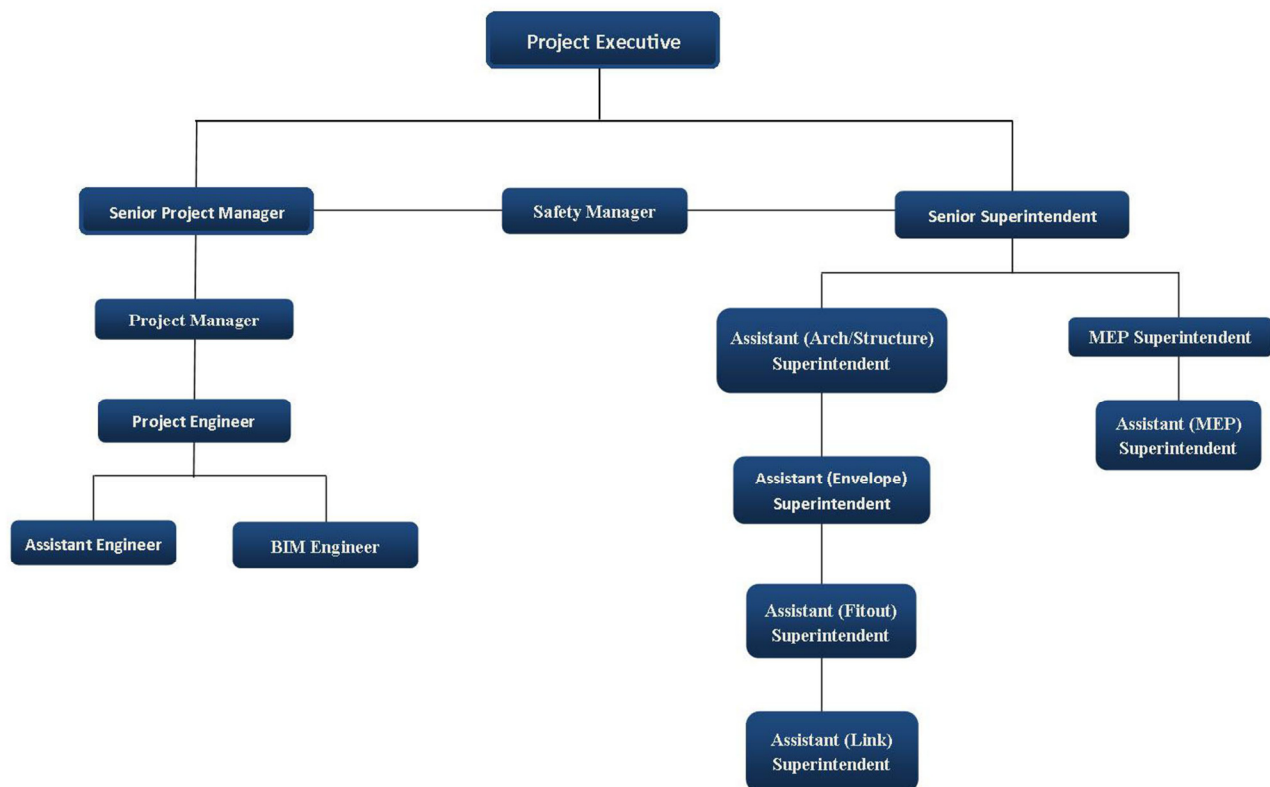 Project Executive
Senior Project Manager
Safety Manager
Senior Superintendent
Project Manager
Assistant (Arch/Structure)
Superintendent
MEP Superintendent
Project Engineer
Assistant (MEP)
Superintendent
Assistant (Envelope)
Superintendent
Assistant Engineer
BIM Engineer
Assistant (Fitout)
Superintendent
Assistant (Link)
Superintendent